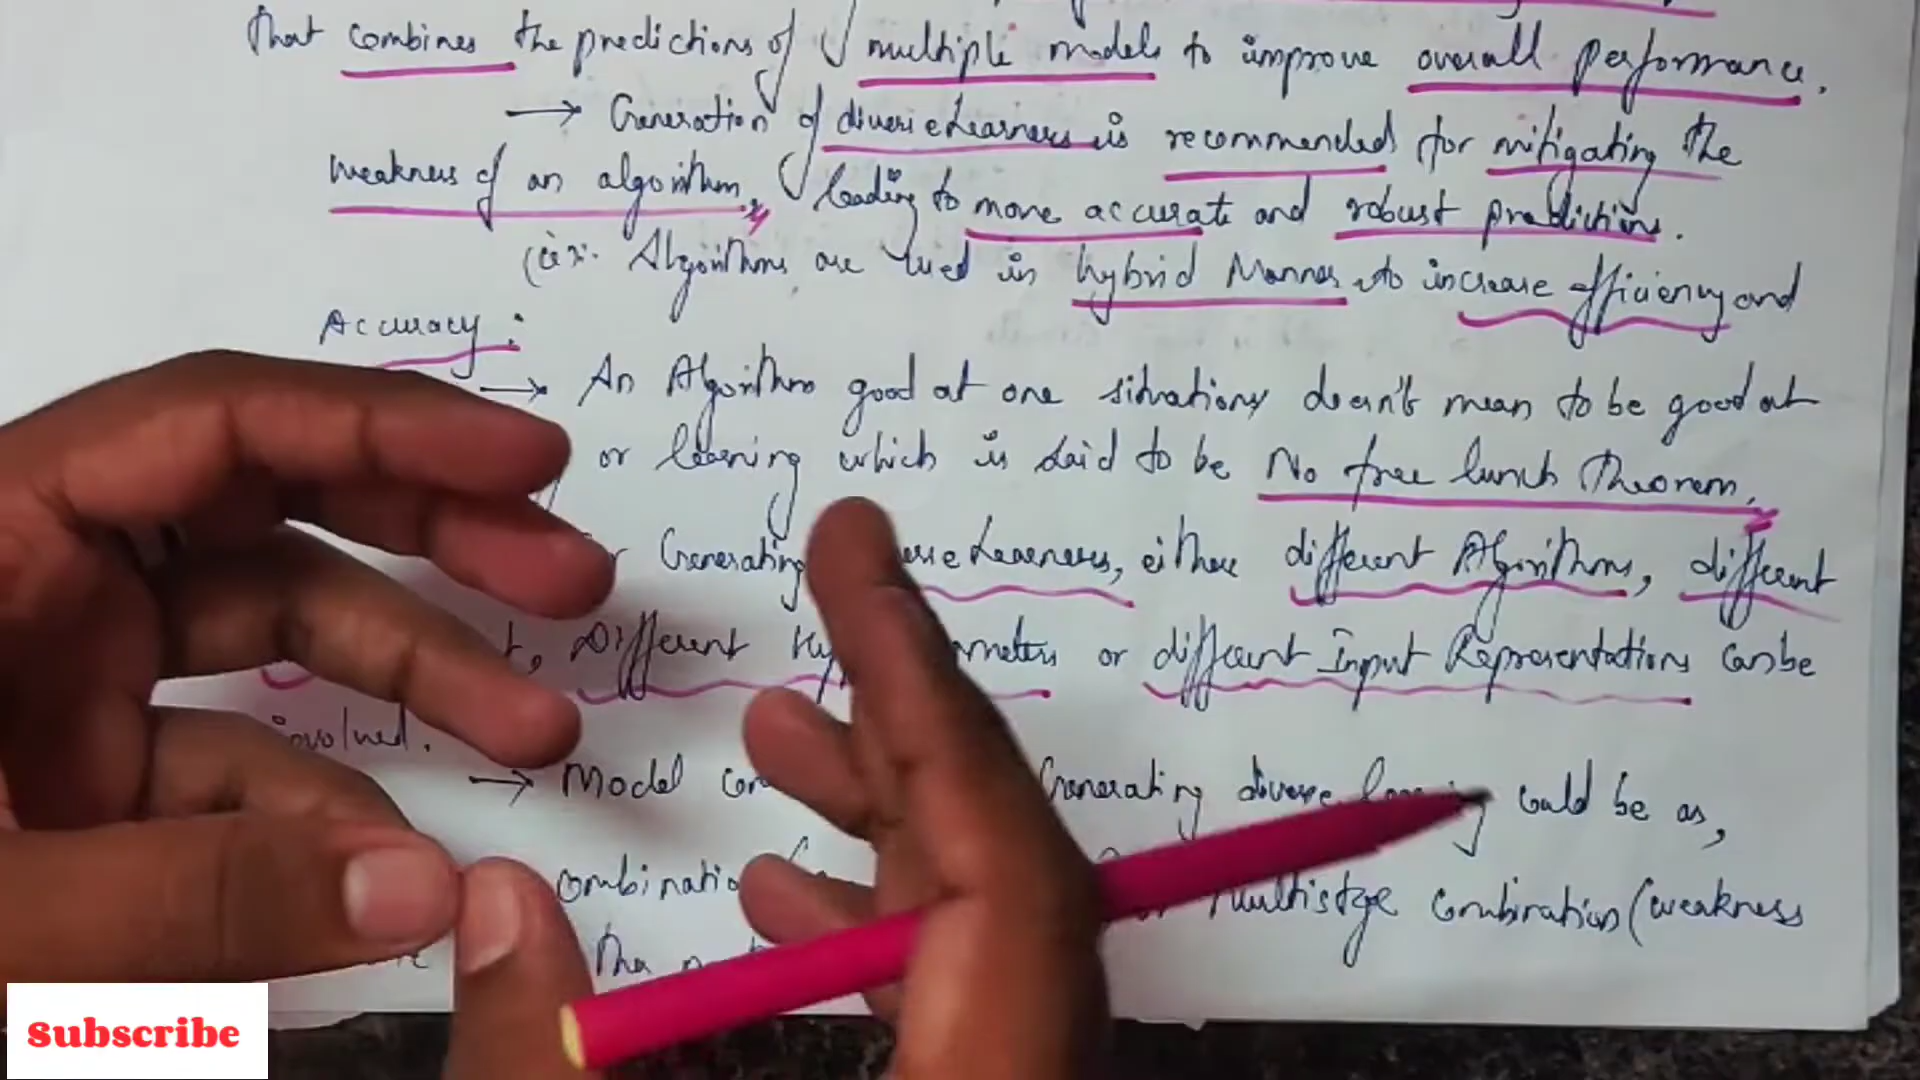 that combines the predictions of multiple models to improve overall performance.
→ Generation of diverse Learners is recommended for mitigating the
weakness of an algorithm, leading to more accurate and robust predictions.
(ex:- Algorithms are used in hybrid Manner to increase efficiency and
Accuracy:
→ An Algorithm good at one situation, doesn't mean to be good at
or learning which is said to be No free lunch Theorem.
Generating Learners, either different Algorithms, different
Different or different Input Representations can be
involved.
→ Model Generating diverse could be as,
Multistage Combination (weakness
the
Subscribe